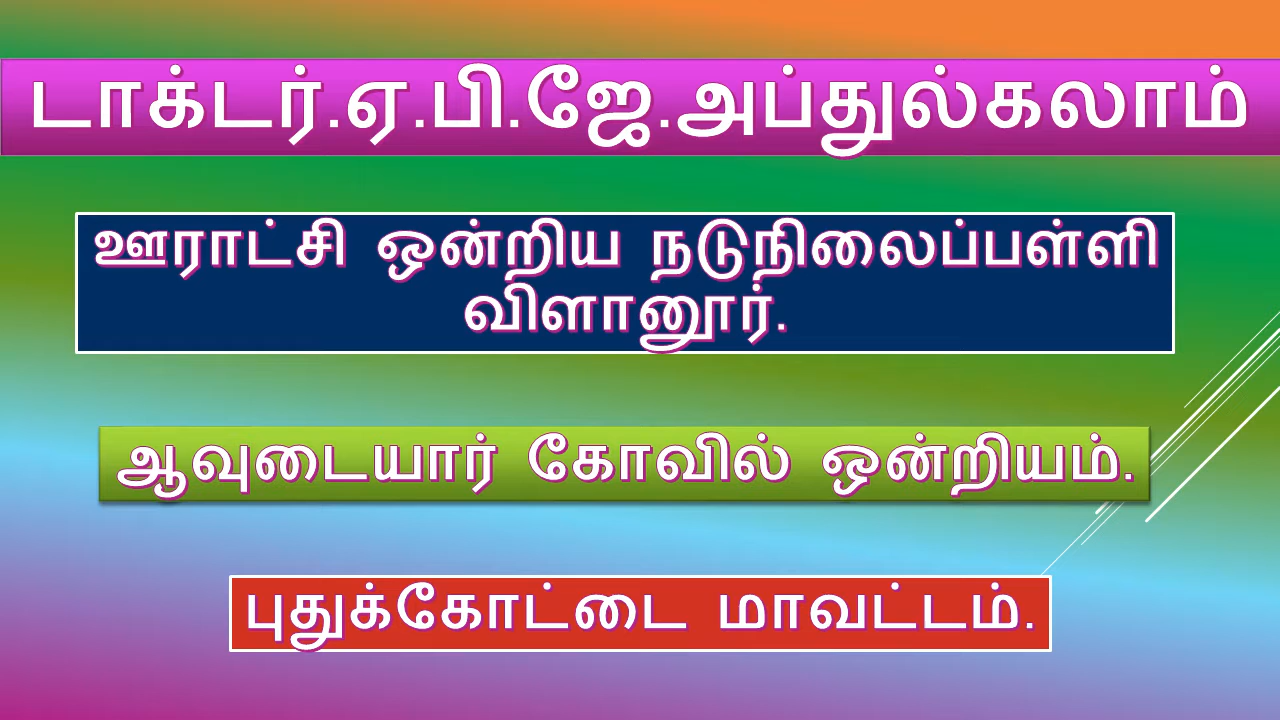 டாக்டர்.ஏ.பி.ஜே.அப்துல்கலாம்
ஊராட்சி ஒன்றிய நடுநிலைப்பள்ளி
விளானூர்.
ஆவுடையார் கோவில் ஒன்றியம்.
புதுக்கோட்டை மாவட்டம்.